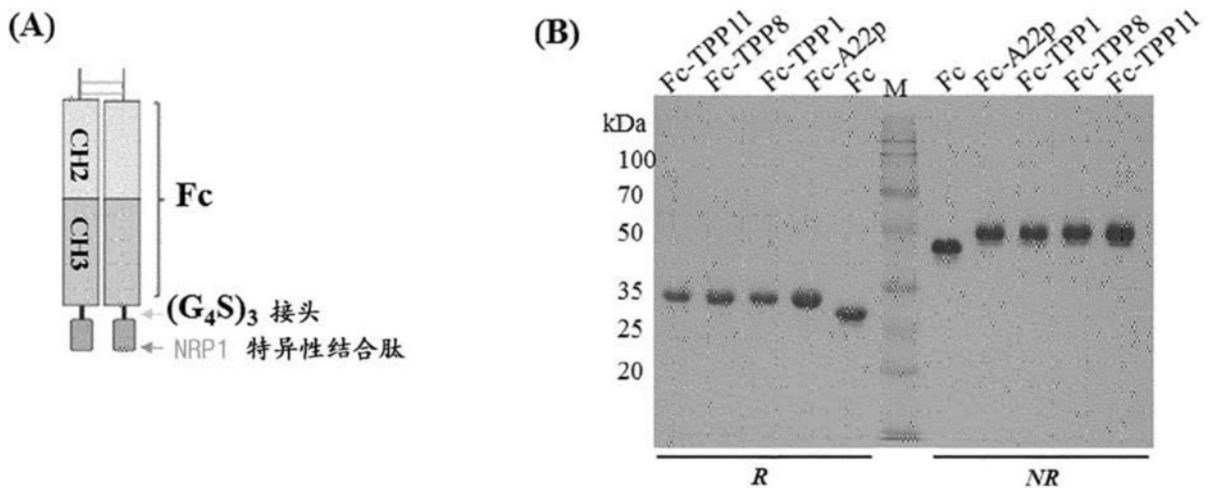 (A)
CH2
CH3
Fc
(G₄S)₃ 接头
NRP1 特异性结合肽
(B)
Fc-TPP11
Fc-TPP8
Fc-TPP1
Fc-A22p
Fc
M
Fc
Fc-A22p
Fc-TPP1
Fc-TPP8
Fc-TPP11
kDa
100
70
50
35
25
20
R
NR